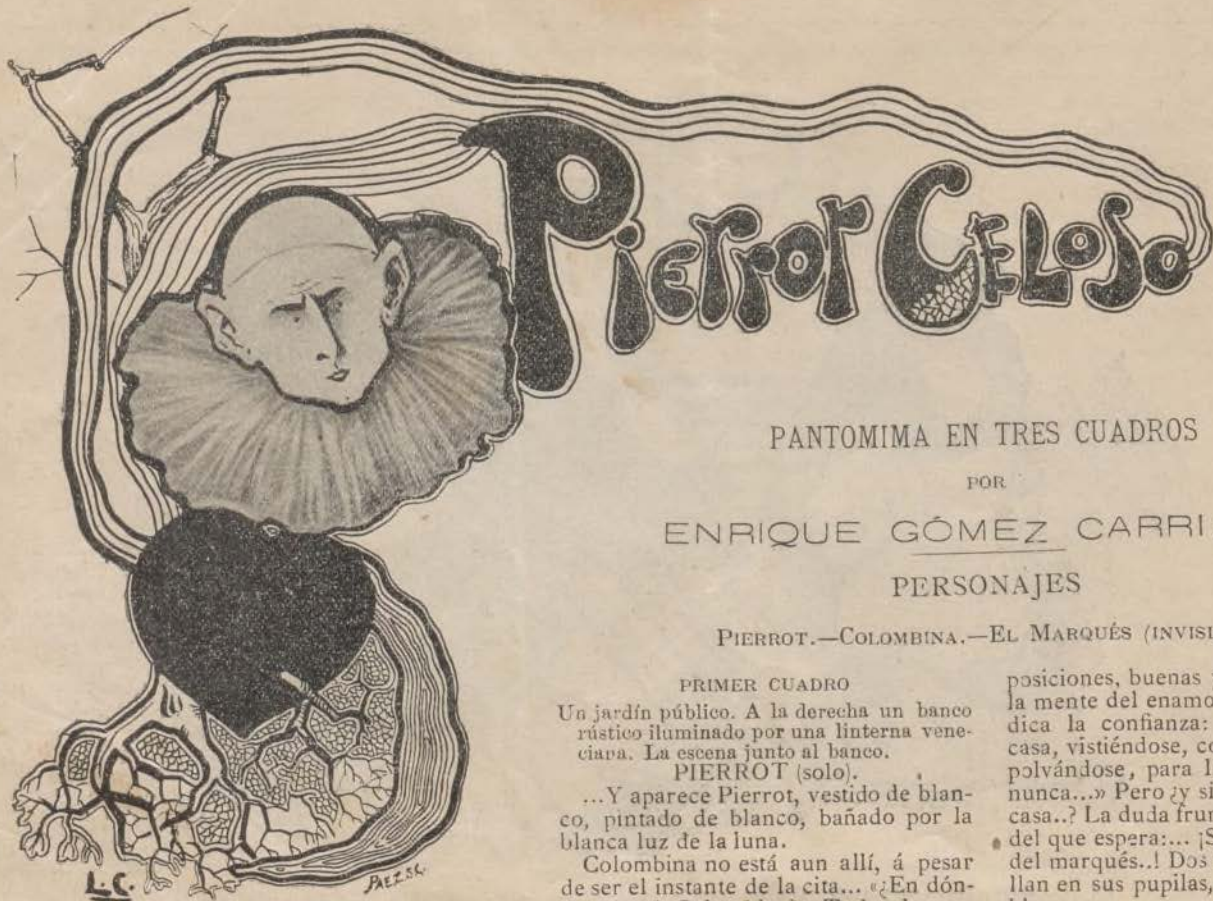 Pierrot Celoso
PANTOMIMA EN TRES CUADROS
POR
ENRIQUE GÓMEZ CARRI
PERSONAJES
PIERROT.—COLOMBINA.—EL MARQUÉS (INVISI
PRIMER CUADRO
Un jardín público. A la derecha un banco
rústico iluminado por una linterna vene-
ciana. La escena junto al banco.
PIERROT (solo).
...Y aparece Pierrot, vestido de blan-
co, pintado de blanco, bañado por la
blanca luz de la luna.
Colombina no está aun allí, á pesar
de ser el instante de la cita... «¿En dón-
posiciones, buenas
la mente del enamo
dica la confianza:
casa, vistiéndose, co
polvándose, para l
nunca...» Pero ¿y si
casa..? La duda frun
del que espera:... ¡S
del marqués..! Dos
llan en sus pupilas,
L.C.
PAEZ. SC.